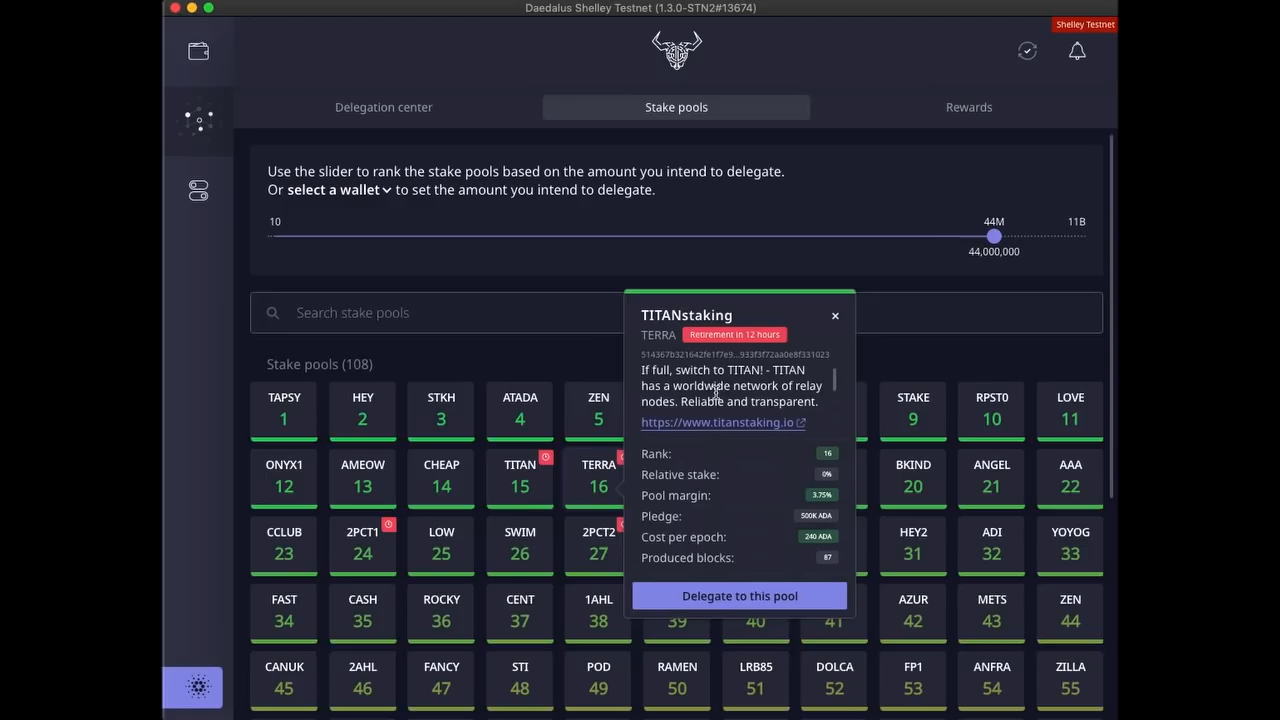 Daedalus Shelley Testnet (1.3.0-STN2#13674)
Shelley Testnet
Delegation center
Stake pools
Rewards
Use the slider to rank the stake pools based on the amount you intend to delegate.
Or select a wallet to set the amount you intend to delegate.
10
44M
11B
44,000,000
Search stake pools
Stake pools (108)
TITANstaking
TERRA Retirement in 12 hours
514367b321642fe1f7e9...933f3f72aa0e8f331023
If full, switch to TITAN! - TITAN
has a worldwide network of relay
nodes. Reliable and transparent.
https://www.titanstaking.io
Rank: 16
Relative stake: 0%
Pool margin: 3.75%
Pledge: 500K ADA
Cost per epoch: 240 ADA
Produced blocks: 87
Delegate to this pool
TAPSY HEY STKH ATADA ZEN STAKE RPST0 LOVE
1 2 3 4 5 9 10 11
ONYX1 AMEOW CHEAP TITAN TERRA BKIND ANGEL AAA
12 13 14 15 16 20 21 22
CCLUB 2PCT1 LOW SWIM 2PCT2 HEY2 ADI YOYOG
23 24 25 26 27 31 32 33
FAST CASH ROCKY CENT 1AHL AZUR METS ZEN
34 35 36 37 38 39 40 41 42 43 44
CANUK 2AHL FANCY STI POD RAMEN LRB85 DOLCA FP1 ANFRA ZILLA
45 46 47 48 49 50 51 52 53 54 55